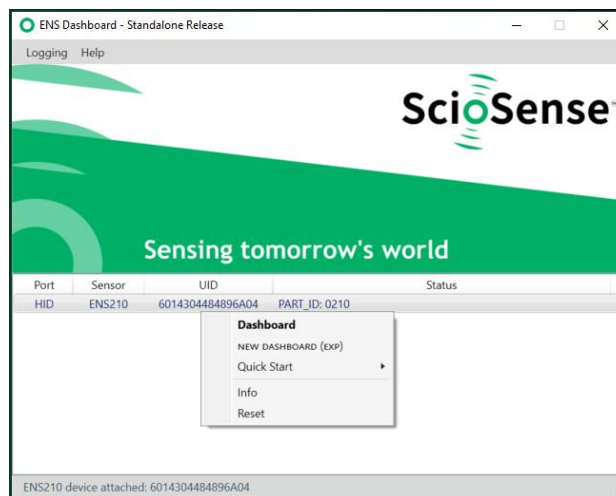 ENS Dashboard - Standalone Release
Logging Help
ScioSense
Sensing tomorrow's world
Port Sensor UID Status
HID ENS210 6014304484896A04 PART_ID: 0210
Dashboard
NEW DASHBOARD (EXP)
Quick Start
Info
Reset
ENS210 device attached: 6014304484896A04